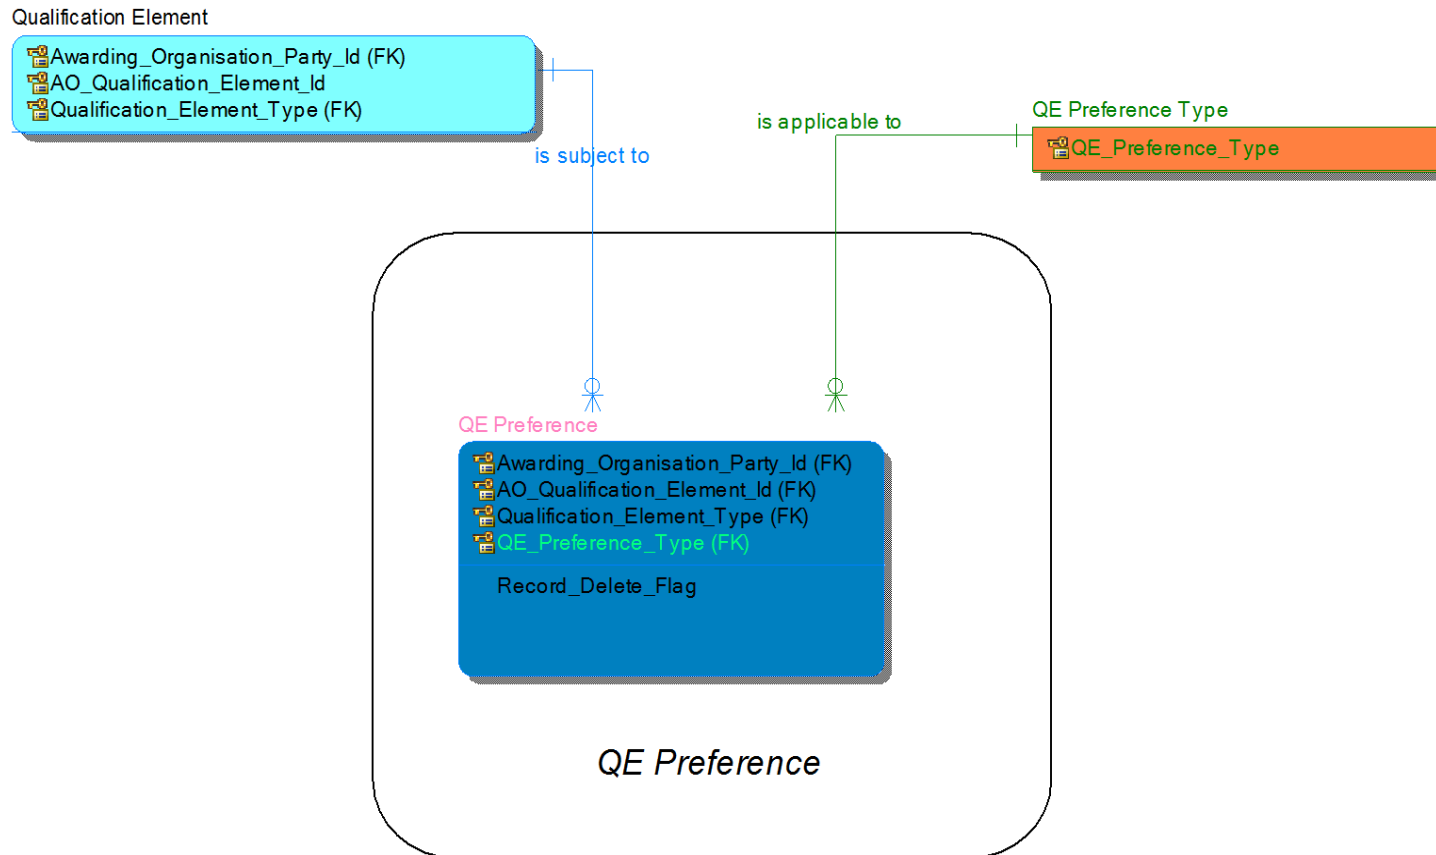 Qualification Element
Awarding_Organisation_Party_Id (FK)
AO_Qualification_Element_Id
Qualification_Element_Type (FK)
is subject to
is applicable to
QE Preference Type
QE_Preference_Type
QE Preference
Awarding_Organisation_Party_Id (FK)
AO_Qualification_Element_Id (FK)
Qualification_Element_Type (FK)
QE_Preference_Type (FK)
Record_Delete_Flag
QE Preference